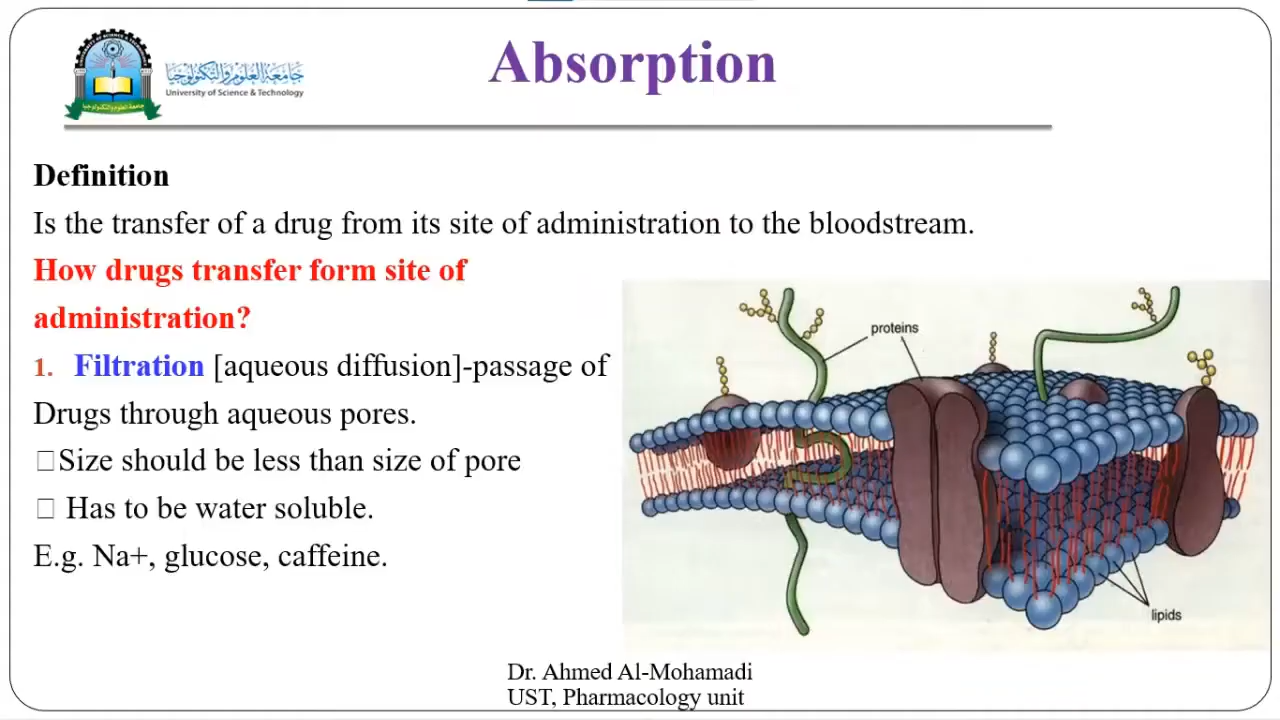 Absorption
جامعة العلوم والتكنولوجيا
University of Science & Technology
Definition
Is the transfer of a drug from its site of administration to the bloodstream.
How drugs transfer form site of
administration?
1. Filtration [aqueous diffusion]-passage of
Drugs through aqueous pores.
□Size should be less than size of pore
□ Has to be water soluble.
E.g. Na+, glucose, caffeine.
proteins
lipids
Dr. Ahmed Al-Mohamadi
UST, Pharmacology unit